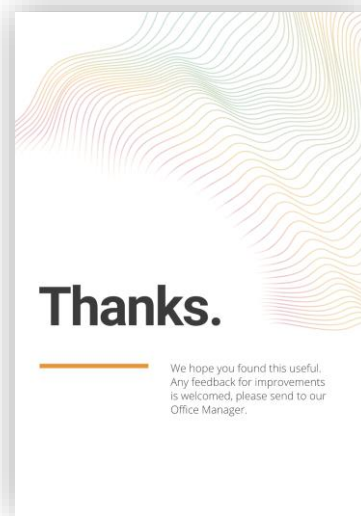 Thanks.
We hope you found this useful.
Any feedback for improvements
is welcomed, please send to our
Office Manager.